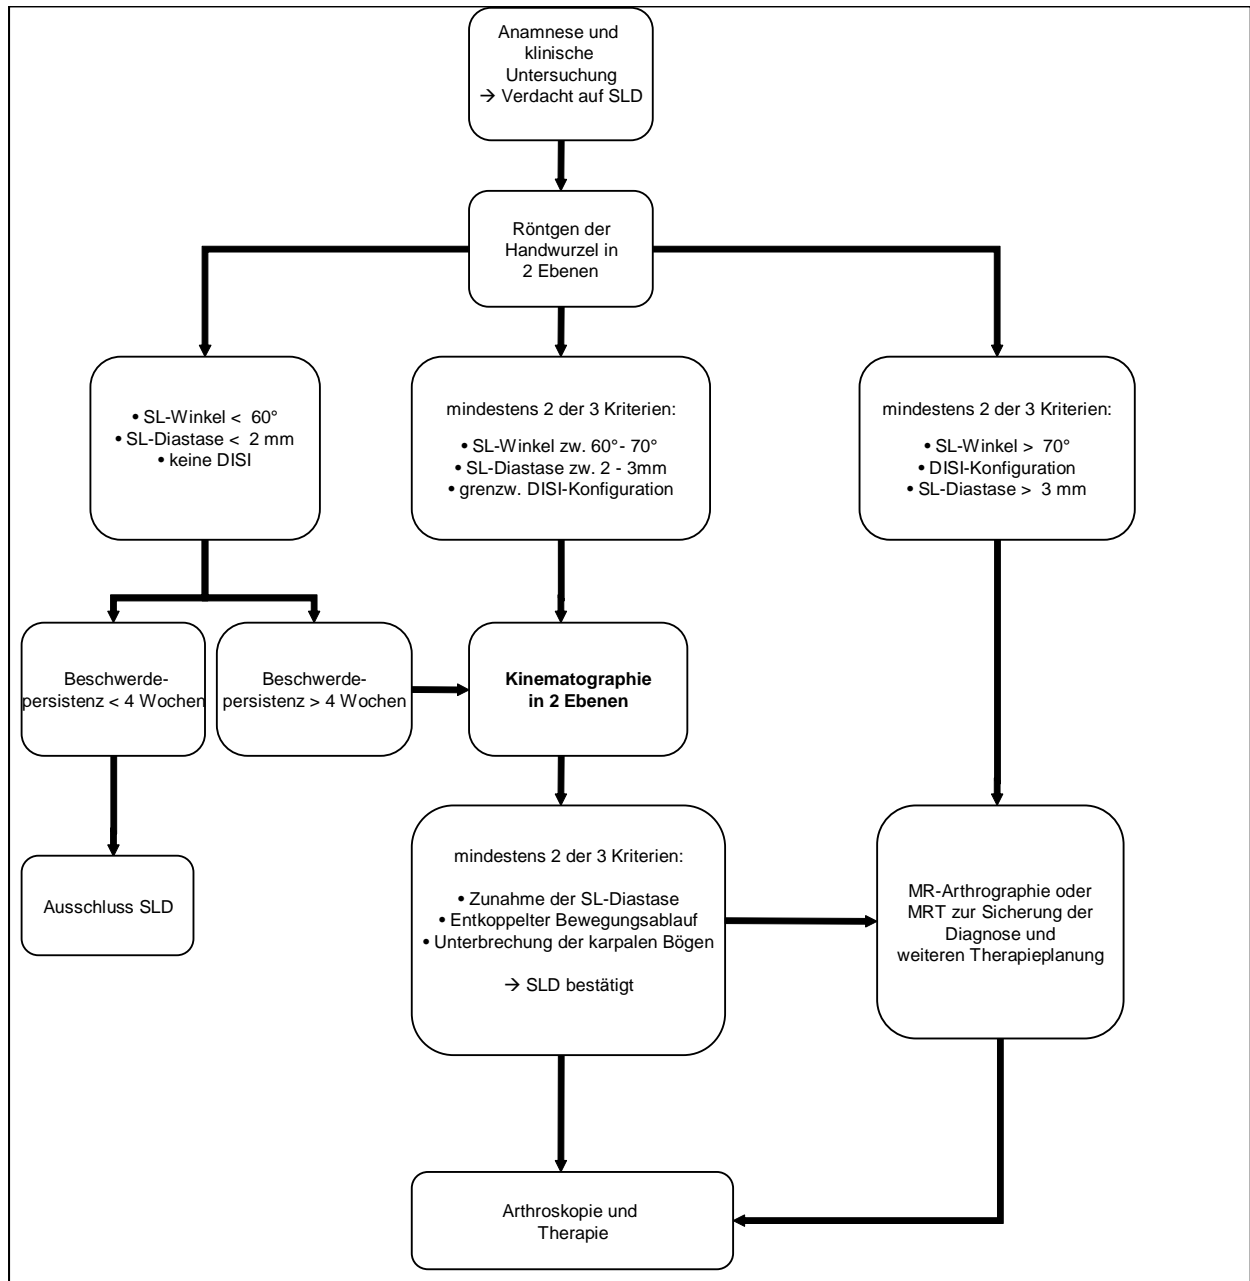 Anamnese und
klinische
Untersuchung
→ Verdacht auf SLD
Röntgen der
Handwurzel in
2 Ebenen
• SL-Winkel < 60°
• SL-Diastase < 2 mm
• keine DISI
mindestens 2 der 3 Kriterien:
• SL-Winkel zw. 60°- 70°
• SL-Diastase zw. 2 - 3mm
• grenzw. DISI-Konfiguration
mindestens 2 der 3 Kriterien:
• SL-Winkel > 70°
• DISI-Konfiguration
• SL-Diastase > 3 mm
Beschwerde-
persistenz < 4 Wochen
Beschwerde-
persistenz > 4 Wochen
Kinematographie
in 2 Ebenen
Ausschluss SLD
mindestens 2 der 3 Kriterien:
• Zunahme der SL-Diastase
• Entkoppelter Bewegungsablauf
• Unterbrechung der karpalen Bögen
→ SLD bestätigt
MR-Arthrographie oder
MRT zur Sicherung der
Diagnose und
weiteren Therapieplanung
Arthroskopie und
Therapie